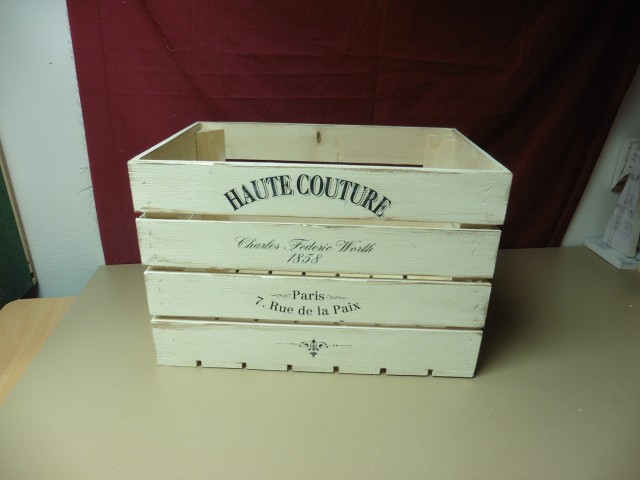 HAUTE COUTURE
Charles Federic Worth
1858
Paris
7. Rue de la Paix